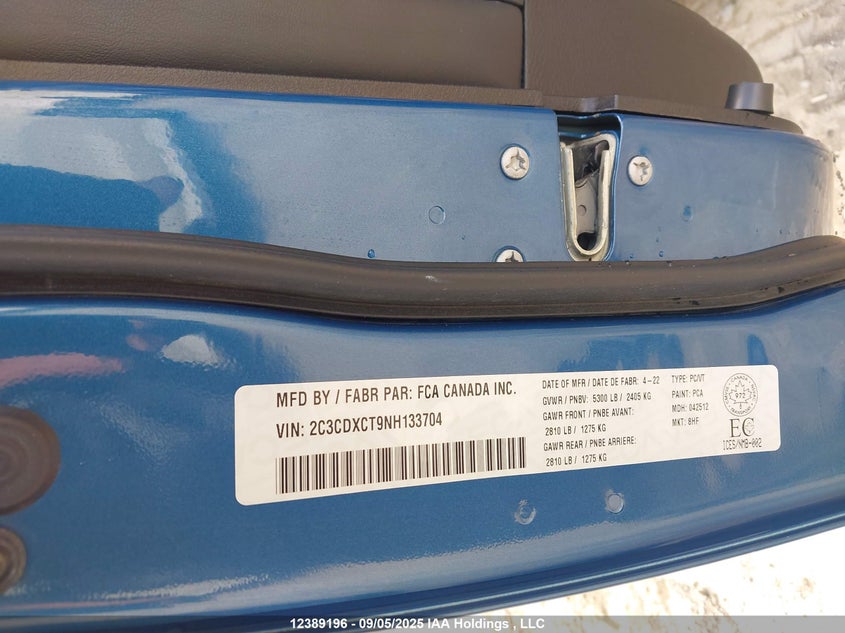 MFD BY / FABR PAR: FCA CANADA INC.
VIN: 2C3CDXCT9NH133704
DATE OF MFR / DATE DE FABR: 4-22
GVWR / PNBV: 5300 LB / 2405 KG
GAWR FRONT / PNBE AVANT:
2810 LB / 1275 KG
GAWR REAR / PNBE ARRIERE:
2810 LB / 1275 KG
TYPE: PC/VT
PAINT: PCA
MDH: 042512
MKT: 8HF
CANADA
972
TRANSPORT
EC
ICES/NMB-002
12389196 - 09/05/2025 IAA Holdings , LLC